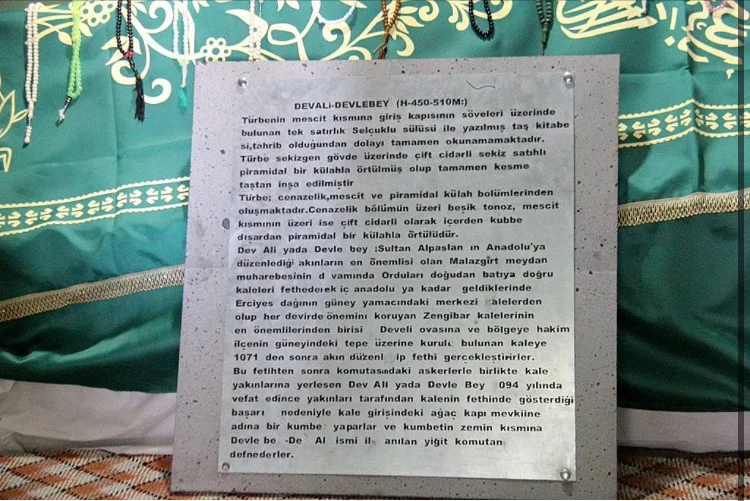 DEVALİ-DEVLEBEY (H-450-510M:)
Türbenin mescit kısmına giriş kapısının söveleri üzerinde
bulunan tek satırlık Selçuklu sülüsü ile yazılmış taş kitabe
si,tahrib olduğundan dolayı tamamen okunamamaktadır.
Türbe sekizgen gövde üzerinde çift cidarli sekiz satıhlı
piramidal bir külahla örtülmüş olup tamamen kesme
taştan inşa edilmiştir
Türbe; cenazelik,mescit ve piramidal külah bolümlerinden
oluşmaktadır.Cenazelik bölümün üzeri beşik tonoz, mescit
kısmının üzeri ise çift cidarli olarak içerden kubbe
dışardan piramidal bir külahla örtülüdür.
Dev Ali yada Devle bey :Sultan Alpaslan ın Anadolu'ya
düzenlediği akınların en önemlisi olan Malazgirt meydan
muharebesinin d vamında Orduları doğudan batıya doğru
kaleleri fethederek iç anadolu ya kadar geldiklerinde
Erciyes dağının güney yamacındaki merkezi alelerden
olup her devirde önemini koruyan Zengibar kalelerinin
en önemlilerinden birisi Develi ovasına ve bölgeye hakim
ilçenin güneyindeki tepe üzerine kurulu bulunan kaleye
1071 den sonra akın düzenl ip fethi gerçekleştirirler.
Bu fetihten sonra komutasındaki askerlerle birlikte kale
yakınlarına yerlesen Dev Ali yada Devle Bey 094 yılında
vefat edince yakınları tarafından kalenin fethinde gösterdiği
başarı nedeniyle kale girişindeki ağaç kapı mevkiine
adına bir kumbe yaparlar ve kumbetin zemin kısmına
Devle be -De Al ismi il anılan yiğit komutan
defnederler.